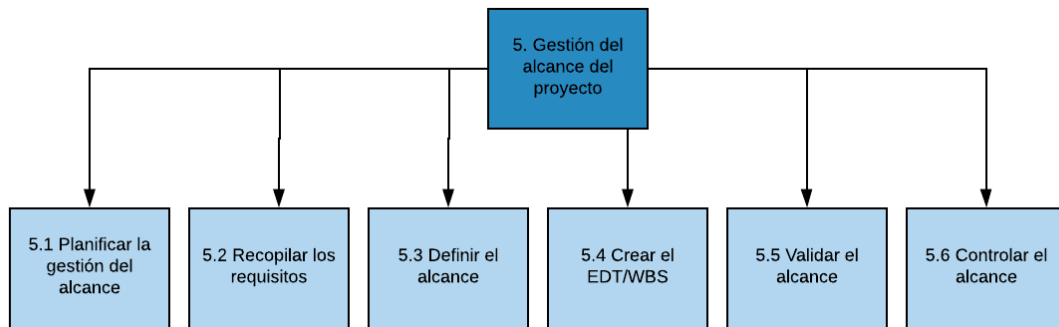 5. Gestión del
alcance del
proyecto
5.1 Planificar la
gestión del
alcance
5.2 Recopilar los
requisitos
5.3 Definir el
alcance
5.4 Crear el
EDT/WBS
5.5 Validar el
alcance
5.6 Controlar el
alcance